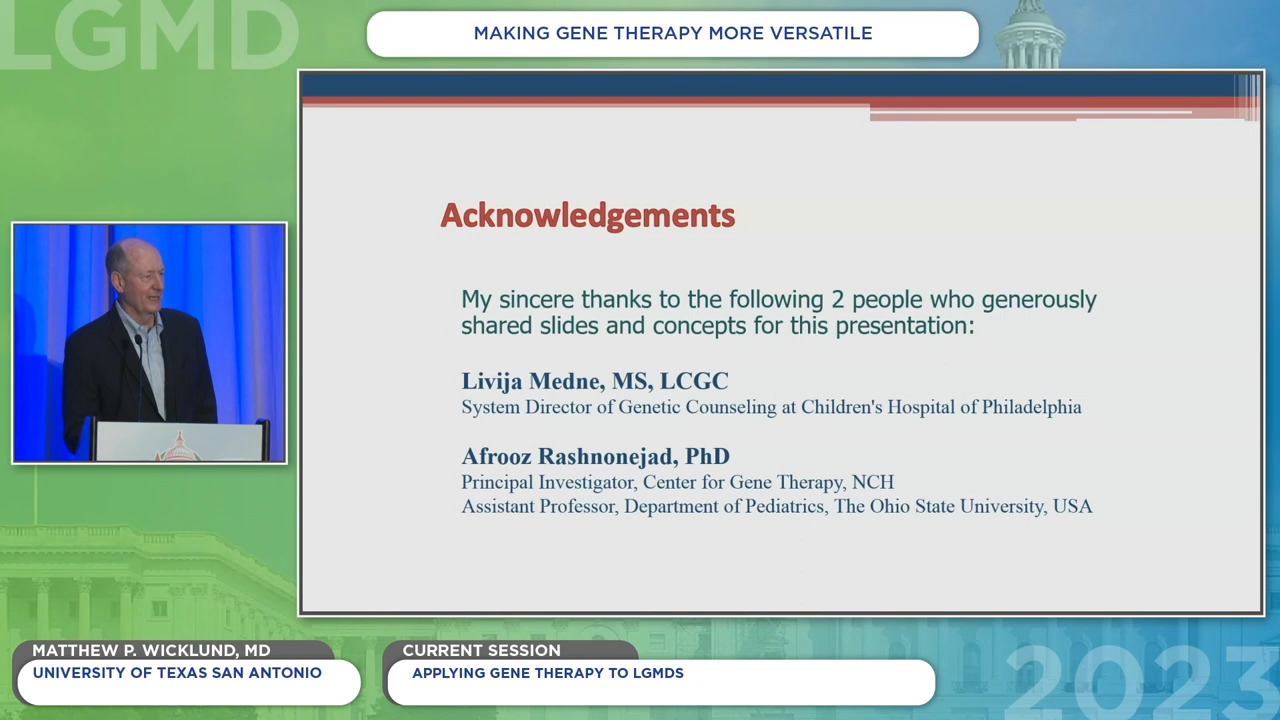 LGMD
MAKING GENE THERAPY MORE VERSATILE
Acknowledgements
My sincere thanks to the following 2 people who generously
shared slides and concepts for this presentation:
Livija Medne, MS, LCGC
System Director of Genetic Counseling at Children's Hospital of Philadelphia
Afrooz Rashnonejad, PhD
Principal Investigator, Center for Gene Therapy, NCH
Assistant Professor, Department of Pediatrics, The Ohio State University, USA
MATTHEW P. WICKLUND, MD
UNIVERSITY OF TEXAS SAN ANTONIO
CURRENT SESSION
APPLYING GENE THERAPY TO LGMDS
2023